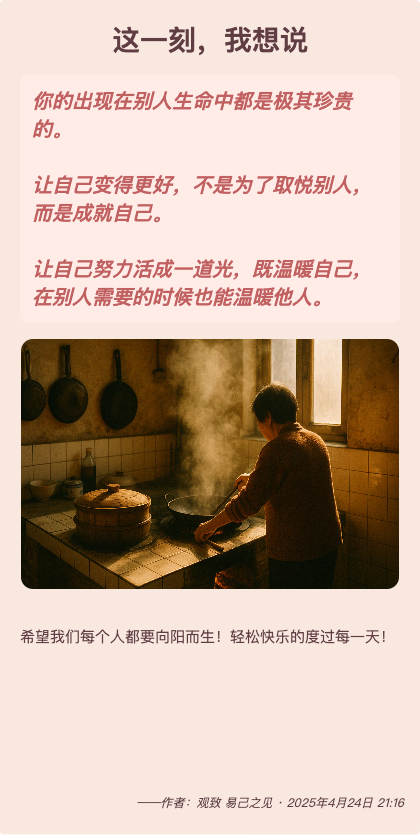 这一刻，我想说
你的出现在别人生命中都是极其珍贵
的。
让自己变得更好，不是为了取悦别人，
而是成就自己。
让自己努力活成一道光，既温暖自己，
在别人需要的时候也能温暖他人。
希望我们每个人都要向阳而生！轻松快乐的度过每一天！
——作者：观致 易己之见 · 2025年4月24日 21:16